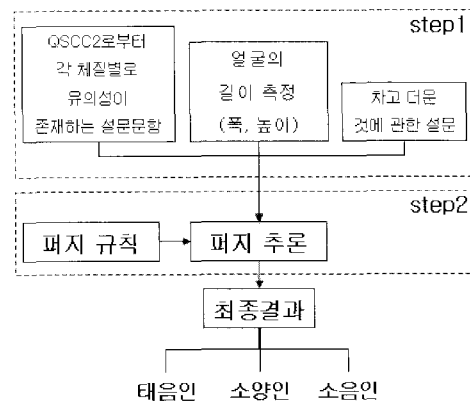 step1
QSCC2로부터
각 체질별로
유의성이
존재하는 설문문항
얼굴의
길이 측정
(폭, 높이)
차고 더운
것에 관한 설문
step2
퍼지 규칙
퍼지 추론
최종결과
태음인 소양인 소음인